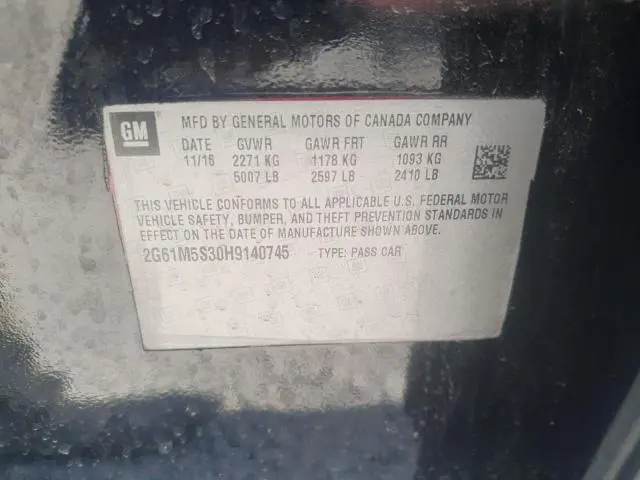 GM
MFD BY GENERAL MOTORS OF CANADA COMPANY
DATE GVWR GAWR FRT GAWR RR
11/16 2271 KG 1178 KG 1093 KG
5007 LB 2597 LB 2410 LB
THIS VEHICLE CONFORMS TO ALL APPLICABLE U.S. FEDERAL MOTOR
VEHICLE SAFETY, BUMPER, AND THEFT PREVENTION STANDARDS IN
EFFECT ON THE DATE OF MANUFACTURE SHOWN ABOVE.
2G61M5S30H9140745 TYPE: PASS CAR